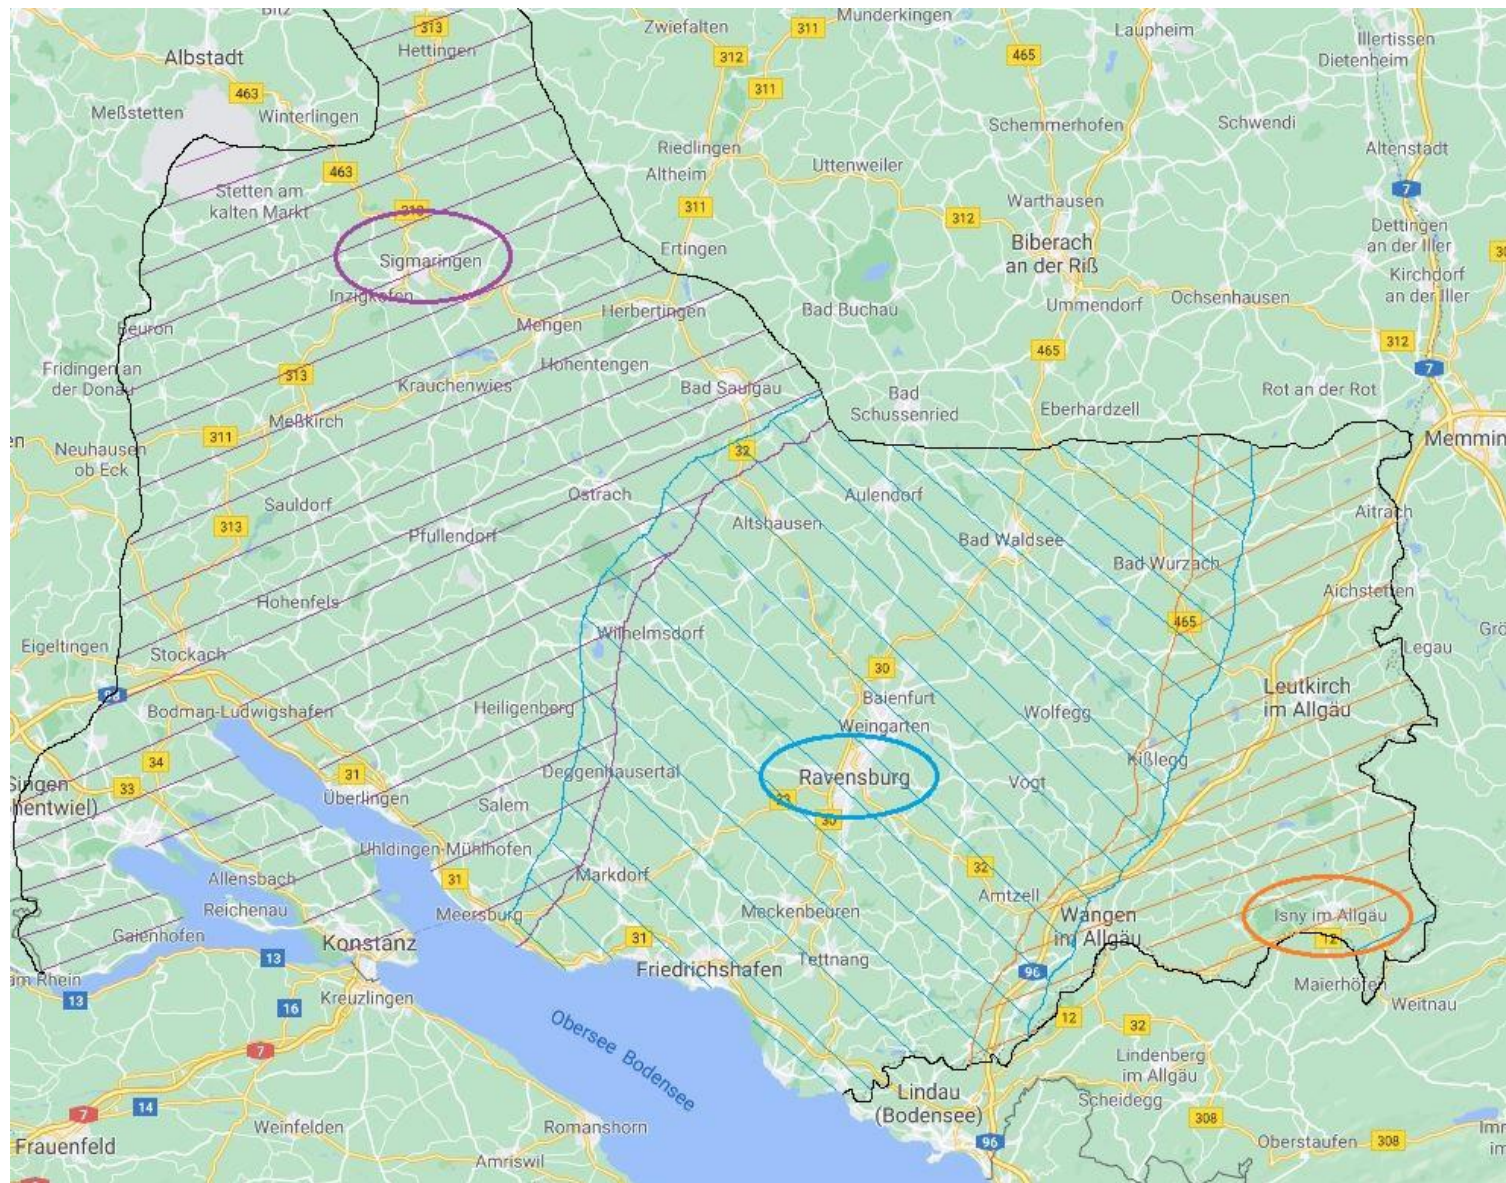 Bitz
313
Hettingen
Zwiefalten
311
Munderkingen
Laupheim
Illertissen
Dietenheim
Albstadt
312
465
463
311
Meßstetten
Winterlingen
Schemmerhofen
Schwendi
Altenstadt
Riedlingen
463
Altheim
Uttenweiler
7
Stetten am
kalten Markt
313
311
Warthausen
312
Dettingen
an der Iller
Biberach
an der Riß
Ertingen
Sigmaringen
Kirchdorf
an der Iller
Inzigkofen
Herbertingen
Bad Buchau
Ummendorf
Ochsenhausen
Beuron
Mengen
312
465
Fridingen an
der Donau
Hohentengen
7
313
Krauchenwies
Bad Saulgau
Bad
Schussenried
Rot an der Rot
Eberhardzell
Meßkirch
311
Memmin
Neuhausen
ob Eck
32
Ostrach
Aulendorf
Sauldorf
Aitrach
313
Altshausen
Pfullendorf
Bad Waldsee
Bad Wurzach
Aichstetten
Hohenfels
465
Wilhelmsdorf
Eigeltingen
Stockach
Legau
30
Leutkirch
im Allgäu
98
Baienfurt
Bodman-Ludwigshafen
Heiligenberg
Weingarten
Wolfegg
34
Kißlegg
Singen
hentwiel)
33
31
Deggenhausertal
Ravensburg
Vogt
Überlingen
Salem
33
30
Uhldingen-Mühlhofen
32
Allensbach
31
Markdorf
Amtzell
Reichenau
Meersburg
Meckenbeuren
Wangen
im Allgäu
Isny im Allgäu
Gaienhofen
Konstanz
31
12
13
Friedrichshafen
Tettnang
96
am Rhein
13
Kreuzlingen
Maierhöfen
Weitnau
16
12
32
Obersee Bodensee
7
Lindenberg
im Allgäu
Lindau
(Bodensee)
Scheidegg
7
14
308
Weinfelden
Romanshorn
96
Oberstaufen
308
Frauenfeld
Amriswil